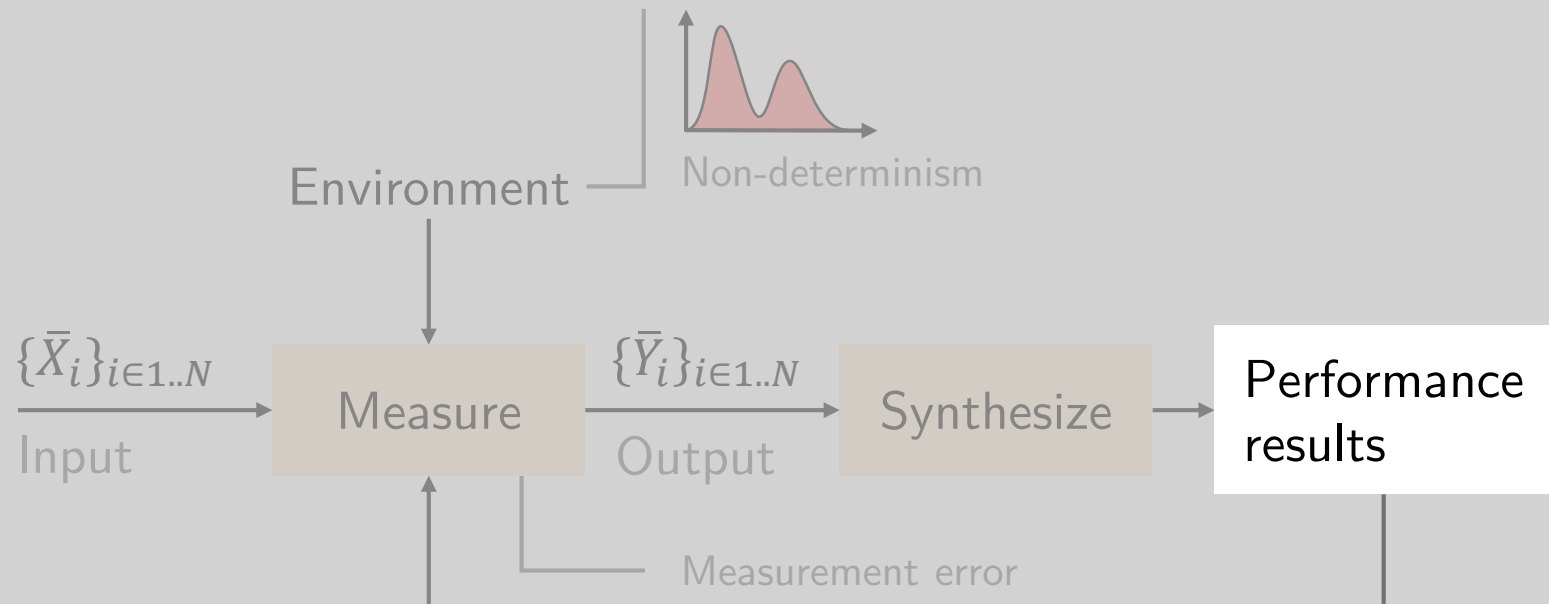 Non-determinism
Environment
{X̄ᵢ}ᵢ∈₁..N
Input
Measure
{Ȳᵢ}ᵢ∈₁..N
Output
Synthesize
Performance
results
Measurement error